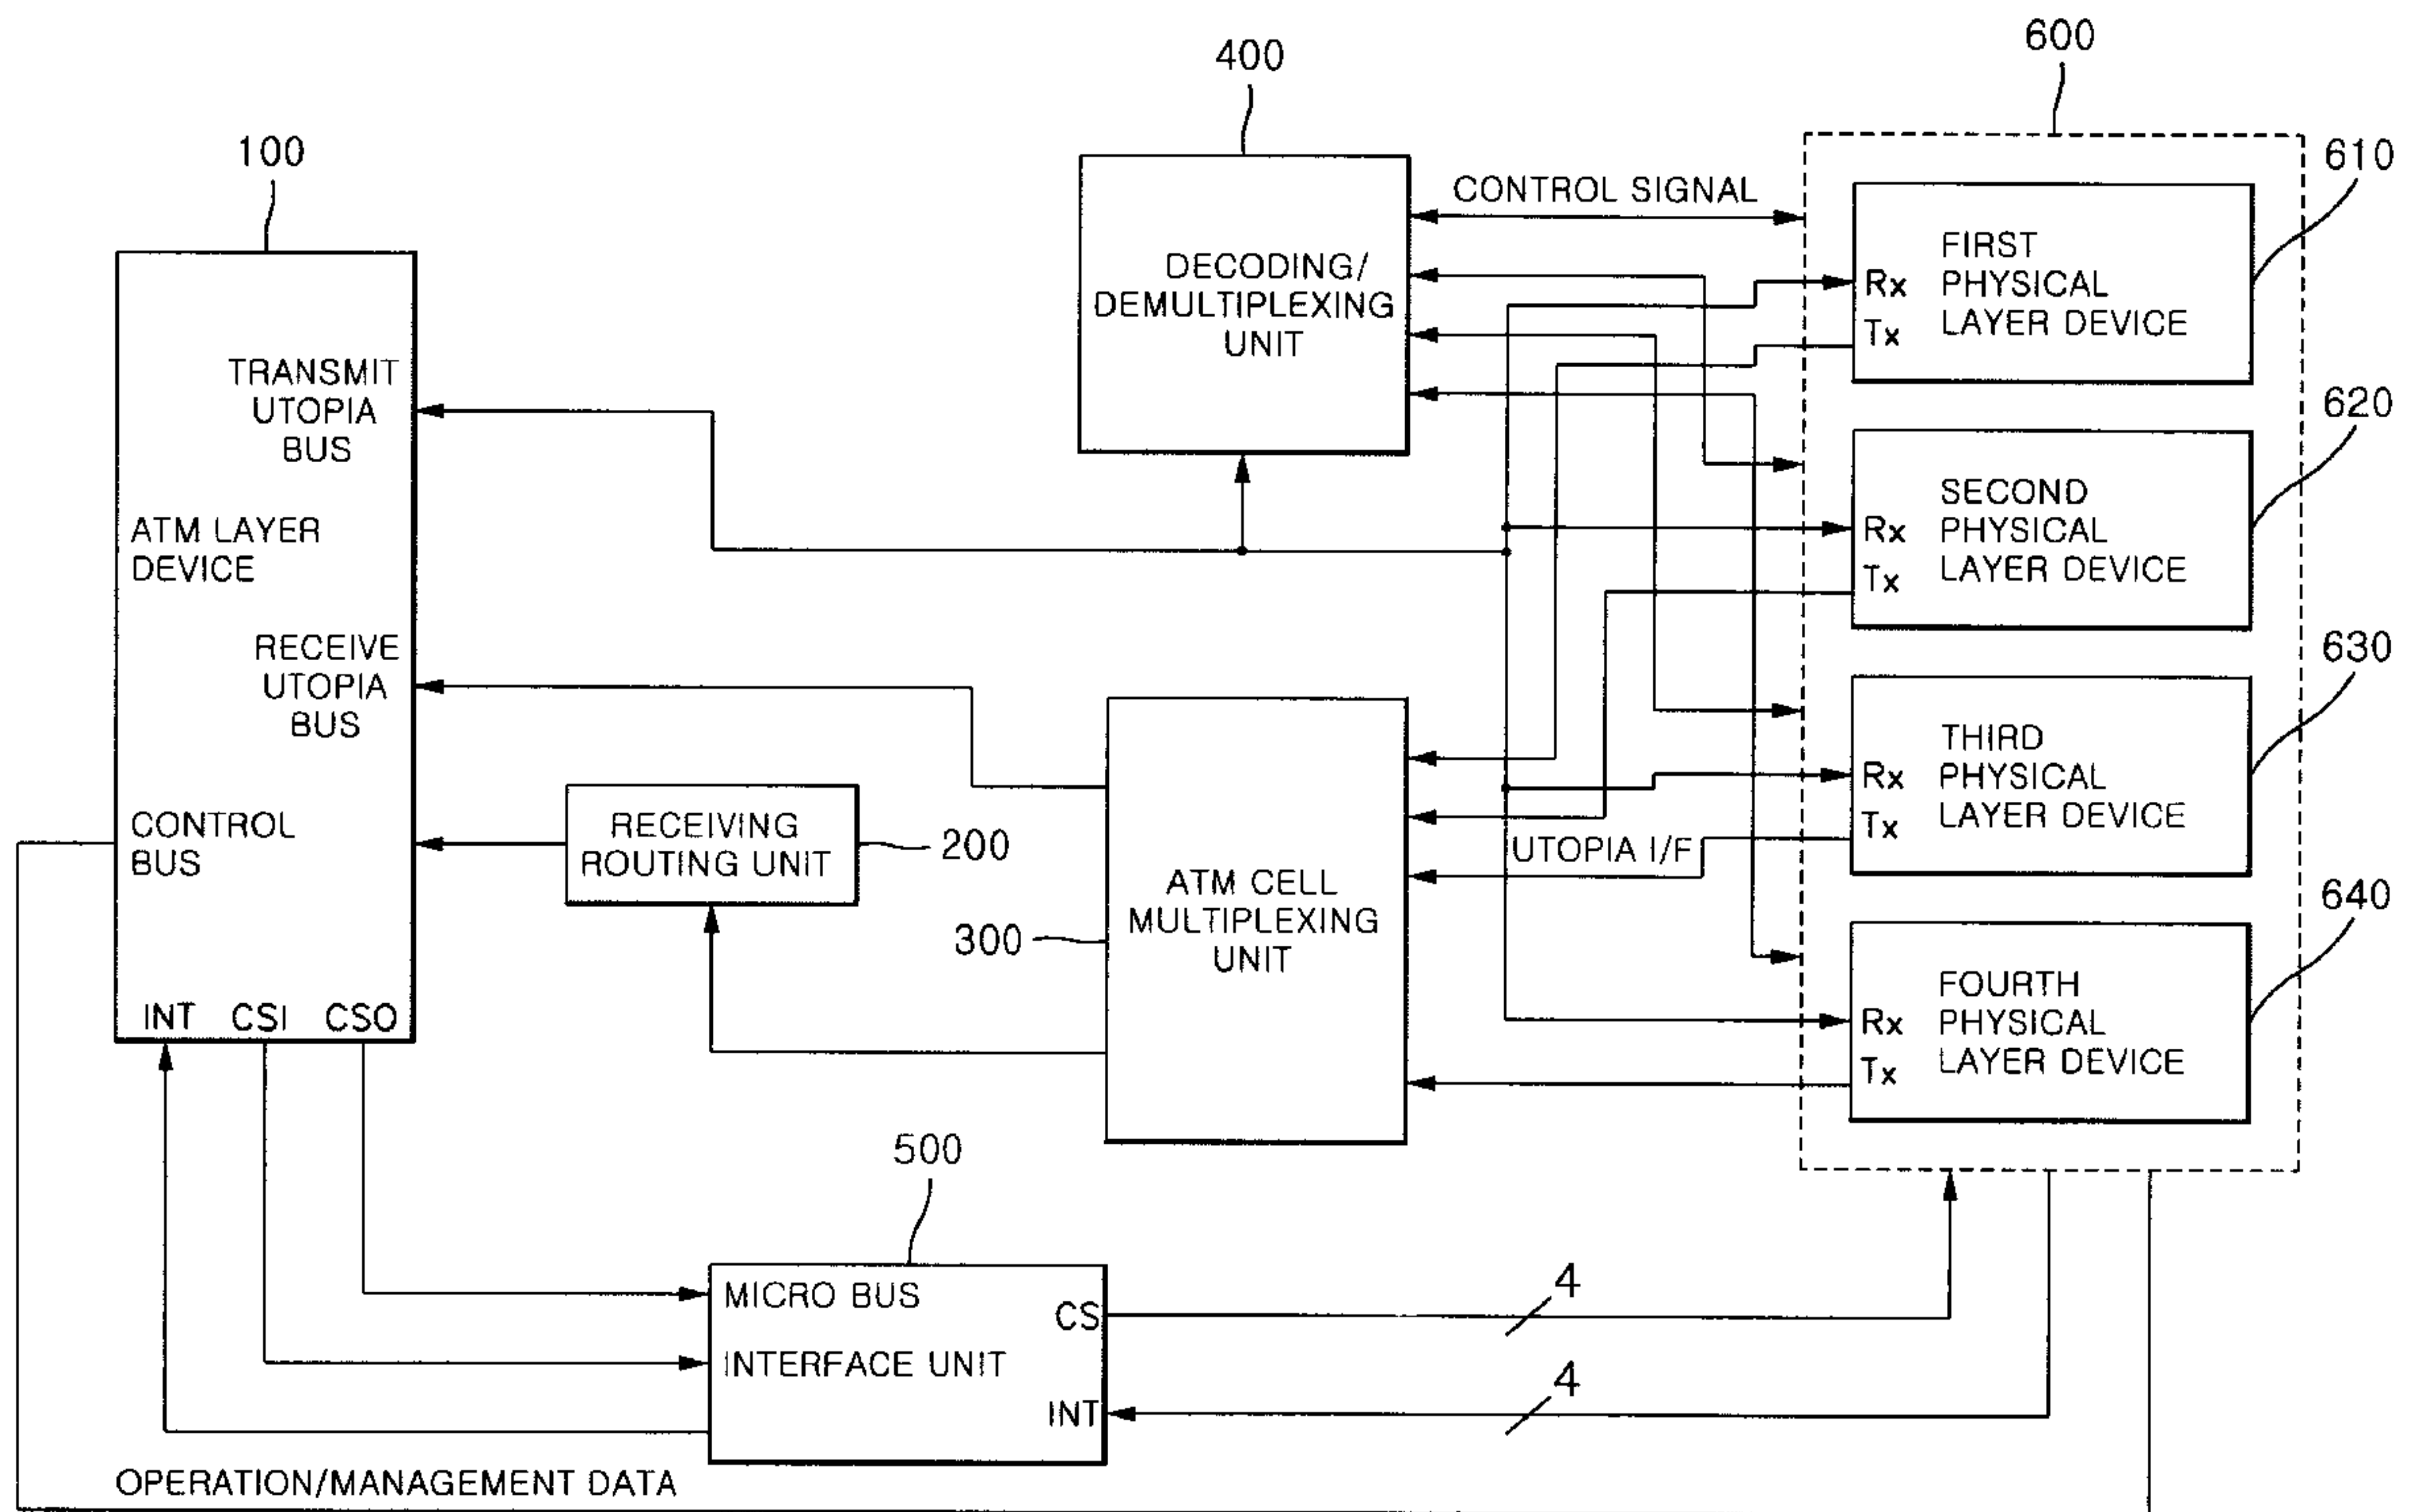 600
400
610
100
CONTROL SIGNAL
FIRST
PHYSICAL
LAYER DEVICE
Rx
Tx
DECODING/
DEMULTIPLEXING
UNIT
TRANSMIT
UTOPIA
BUS
620
SECOND
PHYSICAL
LAYER DEVICE
Rx
Tx
ATM LAYER
DEVICE
RECEIVE
UTOPIA
BUS
630
THIRD
PHYSICAL
LAYER DEVICE
Rx
Tx
CONTROL
BUS
RECEIVING
ROUTING UNIT
200
UTOPIA I/F
ATM CELL
MULTIPLEXING
UNIT
300
640
FOURTH
PHYSICAL
LAYER DEVICE
Rx
Tx
INT CSI CSO
500
MICRO BUS
INTERFACE UNIT
CS
INT
4
4
OPERATION/MANAGEMENT DATA